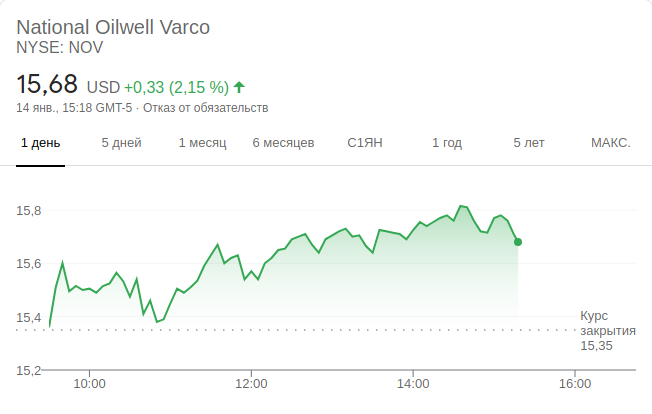 National Oilwell Varco
NYSE: NOV
15,68 USD +0,33 (2,15 %)
14 янв., 15:18 GMT-5 · Отказ от обязательств
1 день 5 дней 1 месяц 6 месяцев С1ЯН 1 год 5 лет МАКС.
15,8
15,6
15,4
Курс
закрытия
15,35
15,2
10:00 12:00 14:00 16:00